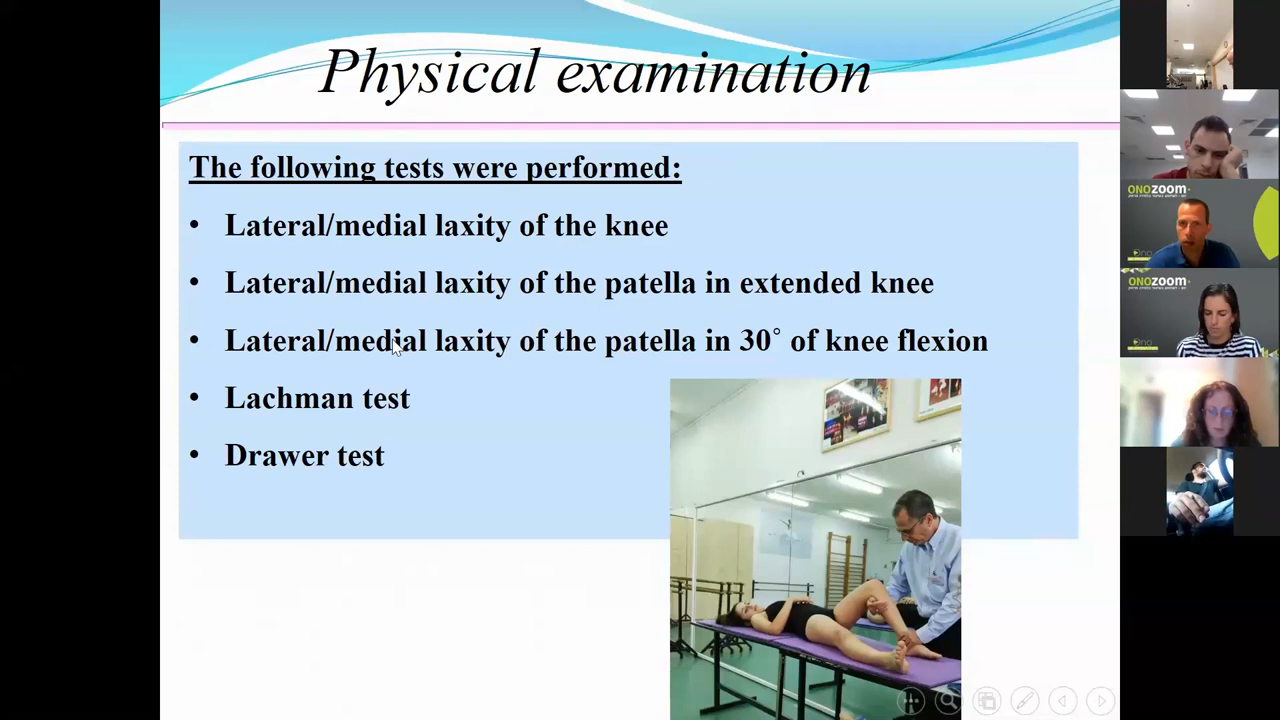 Physical examination
The following tests were performed:
• Lateral/medial laxity of the knee
• Lateral/medial laxity of the patella in extended knee
• Lateral/medial laxity of the patella in 30˚ of knee flexion
• Lachman test
• Drawer test
ONOZOOM
ONOZOOM